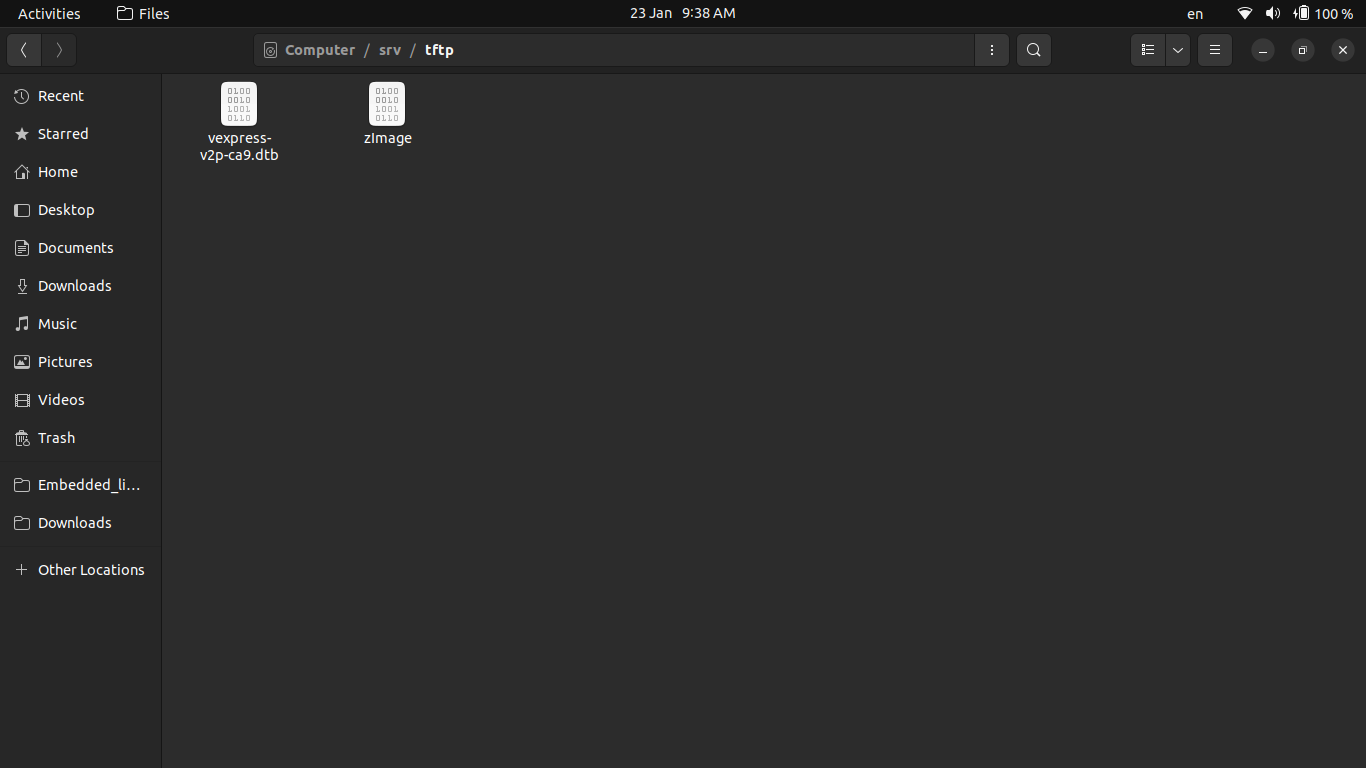 Activities Files 23 Jan 9:38 AM en 100 %
Computer / srv / tftp
Recent
Starred
Home
Desktop
Documents
Downloads
Music
Pictures
Videos
Trash
Embedded_li...
Downloads
+ Other Locations
0100 0100
0010 0010
1001 1001
0110 0110
vexpress- zImage
v2p-ca9.dtb